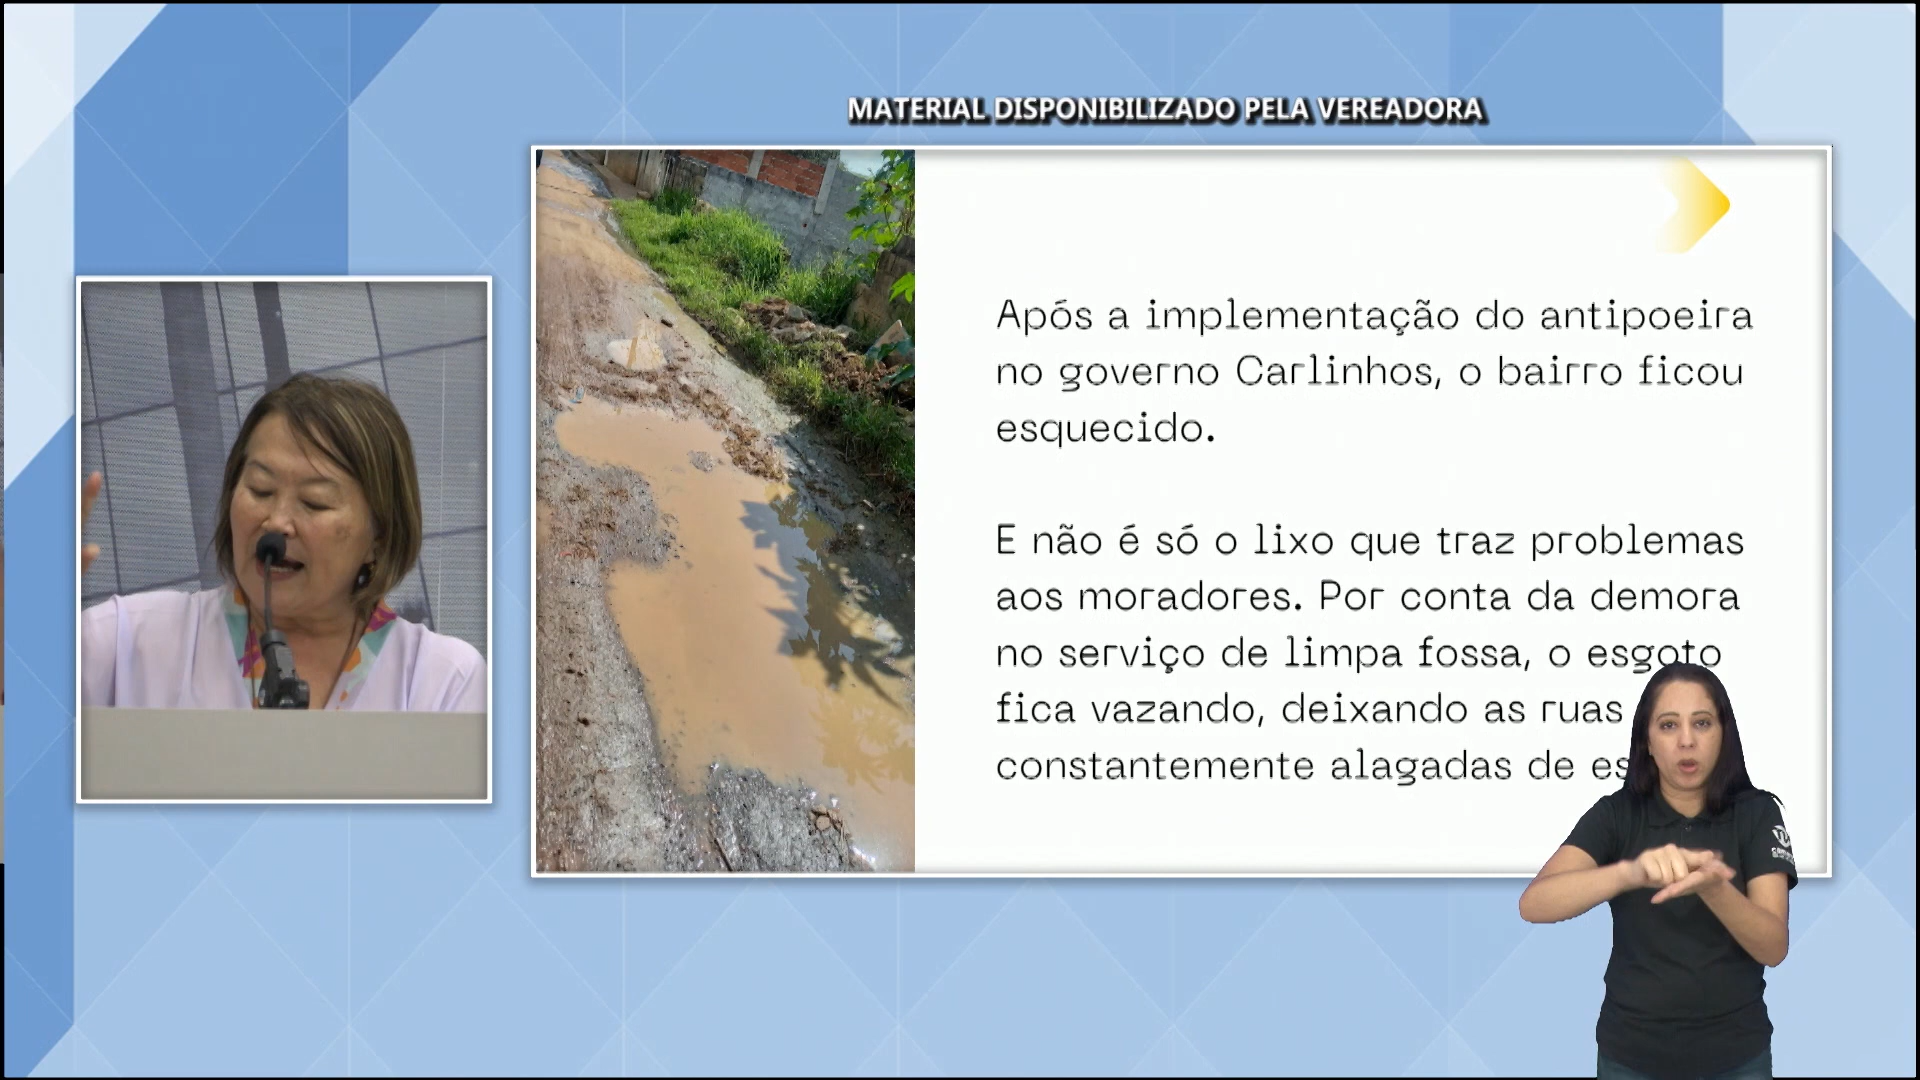 MATERIAL DISPONIBILIZADO PELA VEREADORA
Após a implementação do antipoeira
no governo Carlinhos, o bairro ficou
esquecido.
E não é só o lixo que traz problemas
aos moradores. Por conta da demora
no serviço de limpa fossa, o esgoto
fica vazando, deixando as ruas
constantemente alagadas de